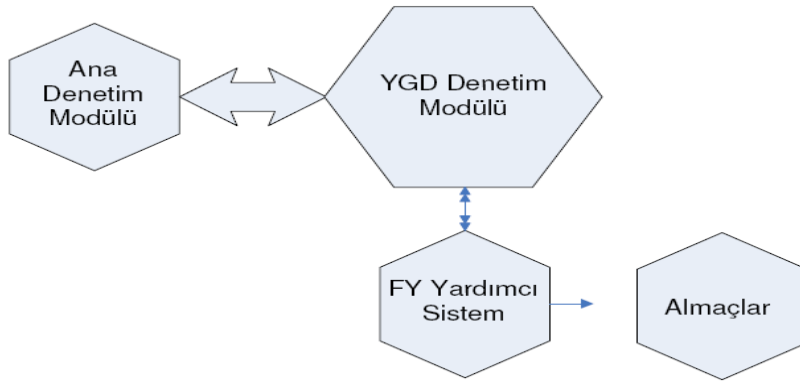 Ana
Denetim
Modülü
YGD Denetim
Modülü
FY Yardımcı
Sistem
Almaçlar